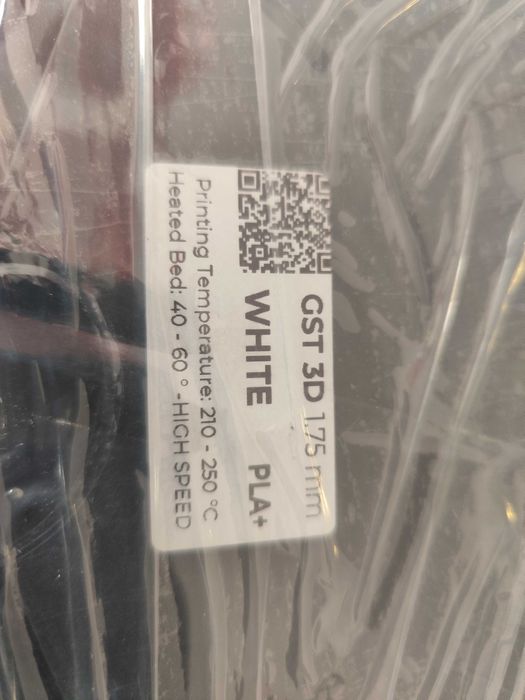 GST 3D 1.75 mm
WHITE PLA+
Printing Temperature: 210 - 250 °C
Heated Bed: 40 - 60 ° -HIGH SPEED